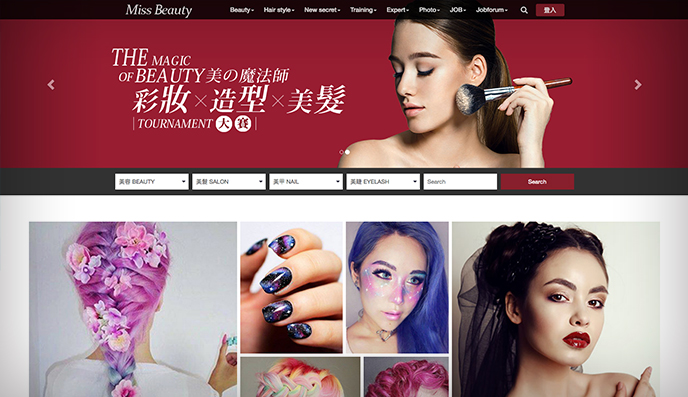 Miss Beauty
Beauty Hair style New secret Training Expert Photo JOB Jobforum 登入
THE MAGIC
OF BEAUTY 美の魔法師
彩妝×造型×美髮
TOURNAMENT 大賽
美容 BEAUTY 美髮 SALON 美甲 NAIL 美睫 EYELASH Search Search